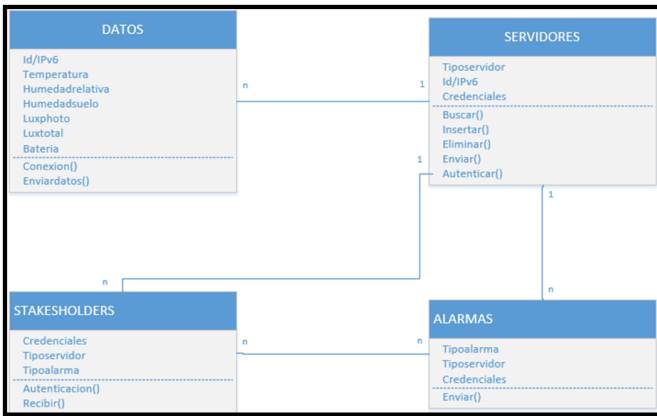 DATOS
Id/IPv6
Temperatura
Humedadrelativa
Humedadsuelo
Luxphoto
Luxtotal
Bateria
Conexion()
Enviardatos()
n
1
SERVIDORES
Tiposervidor
Id/IPv6
Credenciales
Buscar()
Insertar()
Eliminar()
Enviar()
Autenticar()
1
1
n
n
STAKESHOLDERS
Credenciales
Tiposervidor
Tipoalarma
Autenticacion()
Recibir()
n
n
ALARMAS
Tipoalarma
Tiposervidor
Credenciales
Enviar()